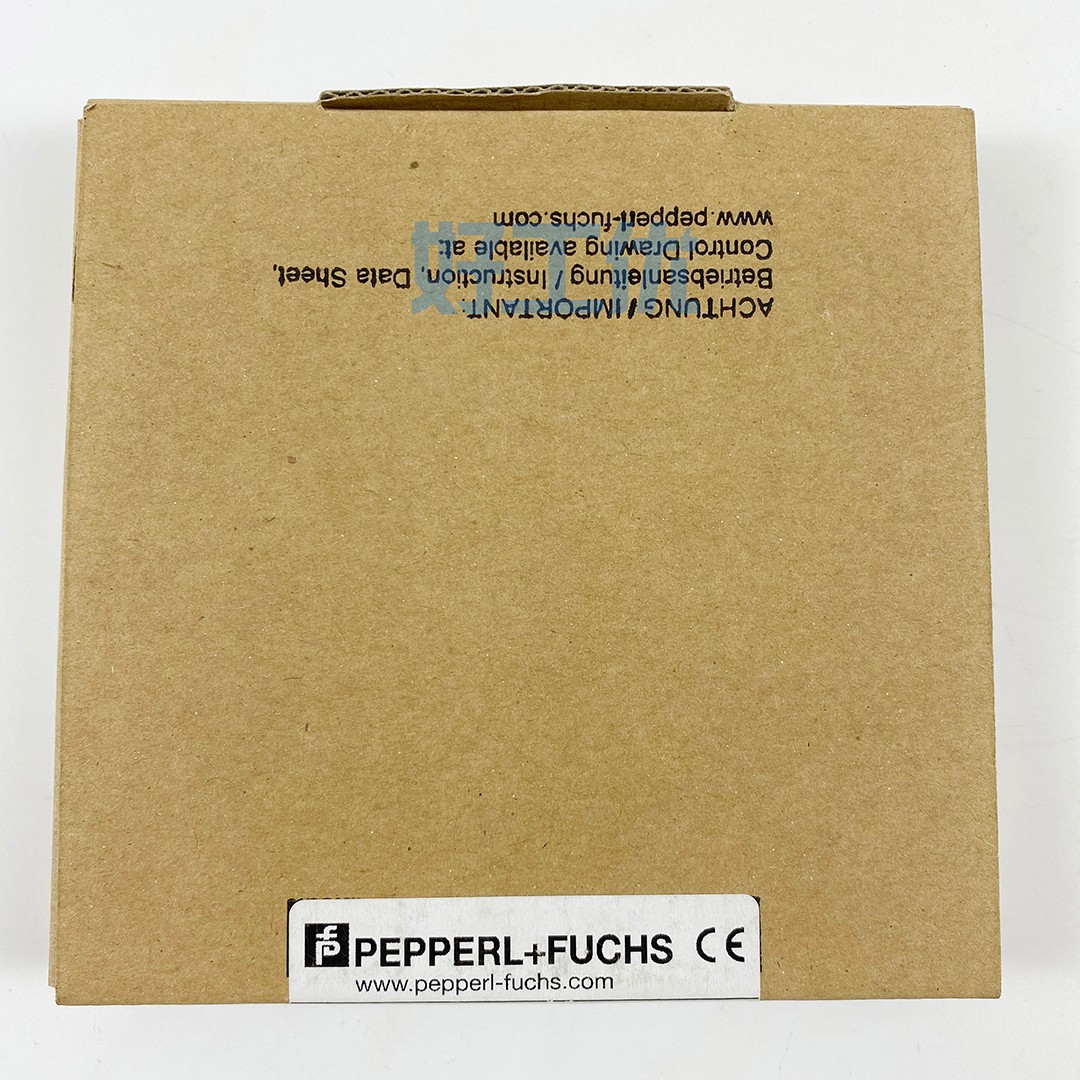 ACHTUNG / IMPORTANT:
Betriebsanleitung / Instruction, Data Sheet,
Control Drawing available at:
www.pepperl-fuchs.com
PEPPERL+FUCHS CE
www.pepperl-fuchs.com